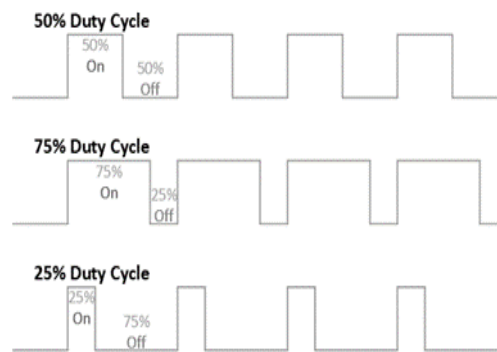 50% Duty Cycle
50%
On
50%
Off
75% Duty Cycle
75%
On
25%
Off
25% Duty Cycle
25%
On
75%
Off